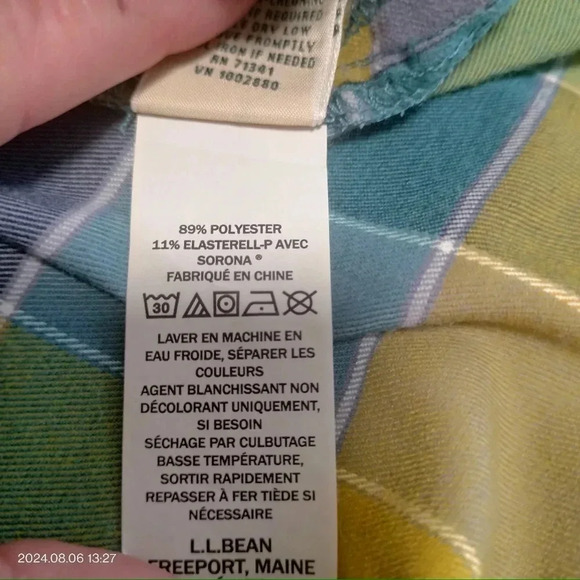 IF REQUIRED
DRY LOW
PROMPTLY
IRON IF NEEDED
RN 71341
VN 1002880
89% POLYESTER
11% ELASTERELL-P AVEC
SORONA ®
FABRIQUÉ EN CHINE
30
LAVER EN MACHINE EN
EAU FROIDE, SÉPARER LES
COULEURS
AGENT BLANCHISSANT NON
DÉCOLORANT UNIQUEMENT,
SI BESOIN
SÉCHAGE PAR CULBUTAGE
BASSE TEMPÉRATURE,
SORTIR RAPIDEMENT
REPASSER À FER TIÈDE SI
NÉCESSAIRE
L.L.BEAN
FREEPORT, MAINE
2024.08.06 13:27